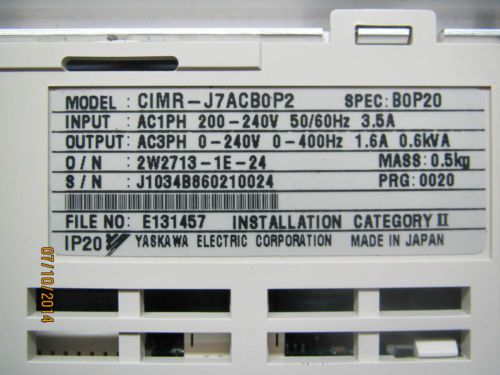 MODEL : CIMR-J7ACB0P2 SPEC: B0P20
INPUT : AC1PH 200-240V 50/60Hz 3.5A
OUTPUT: AC3PH 0-240V 0-400Hz 1.6A 0.6kVA
O/N : 2W2713-1E-24 MASS: 0.5kg
S/N : J1034B860210024 PRG: 0020
FILE NO: E131457 INSTALLATION CATEGORY II
IP20 YASKAWA ELECTRIC CORPORATION MADE IN JAPAN
07/10/2014